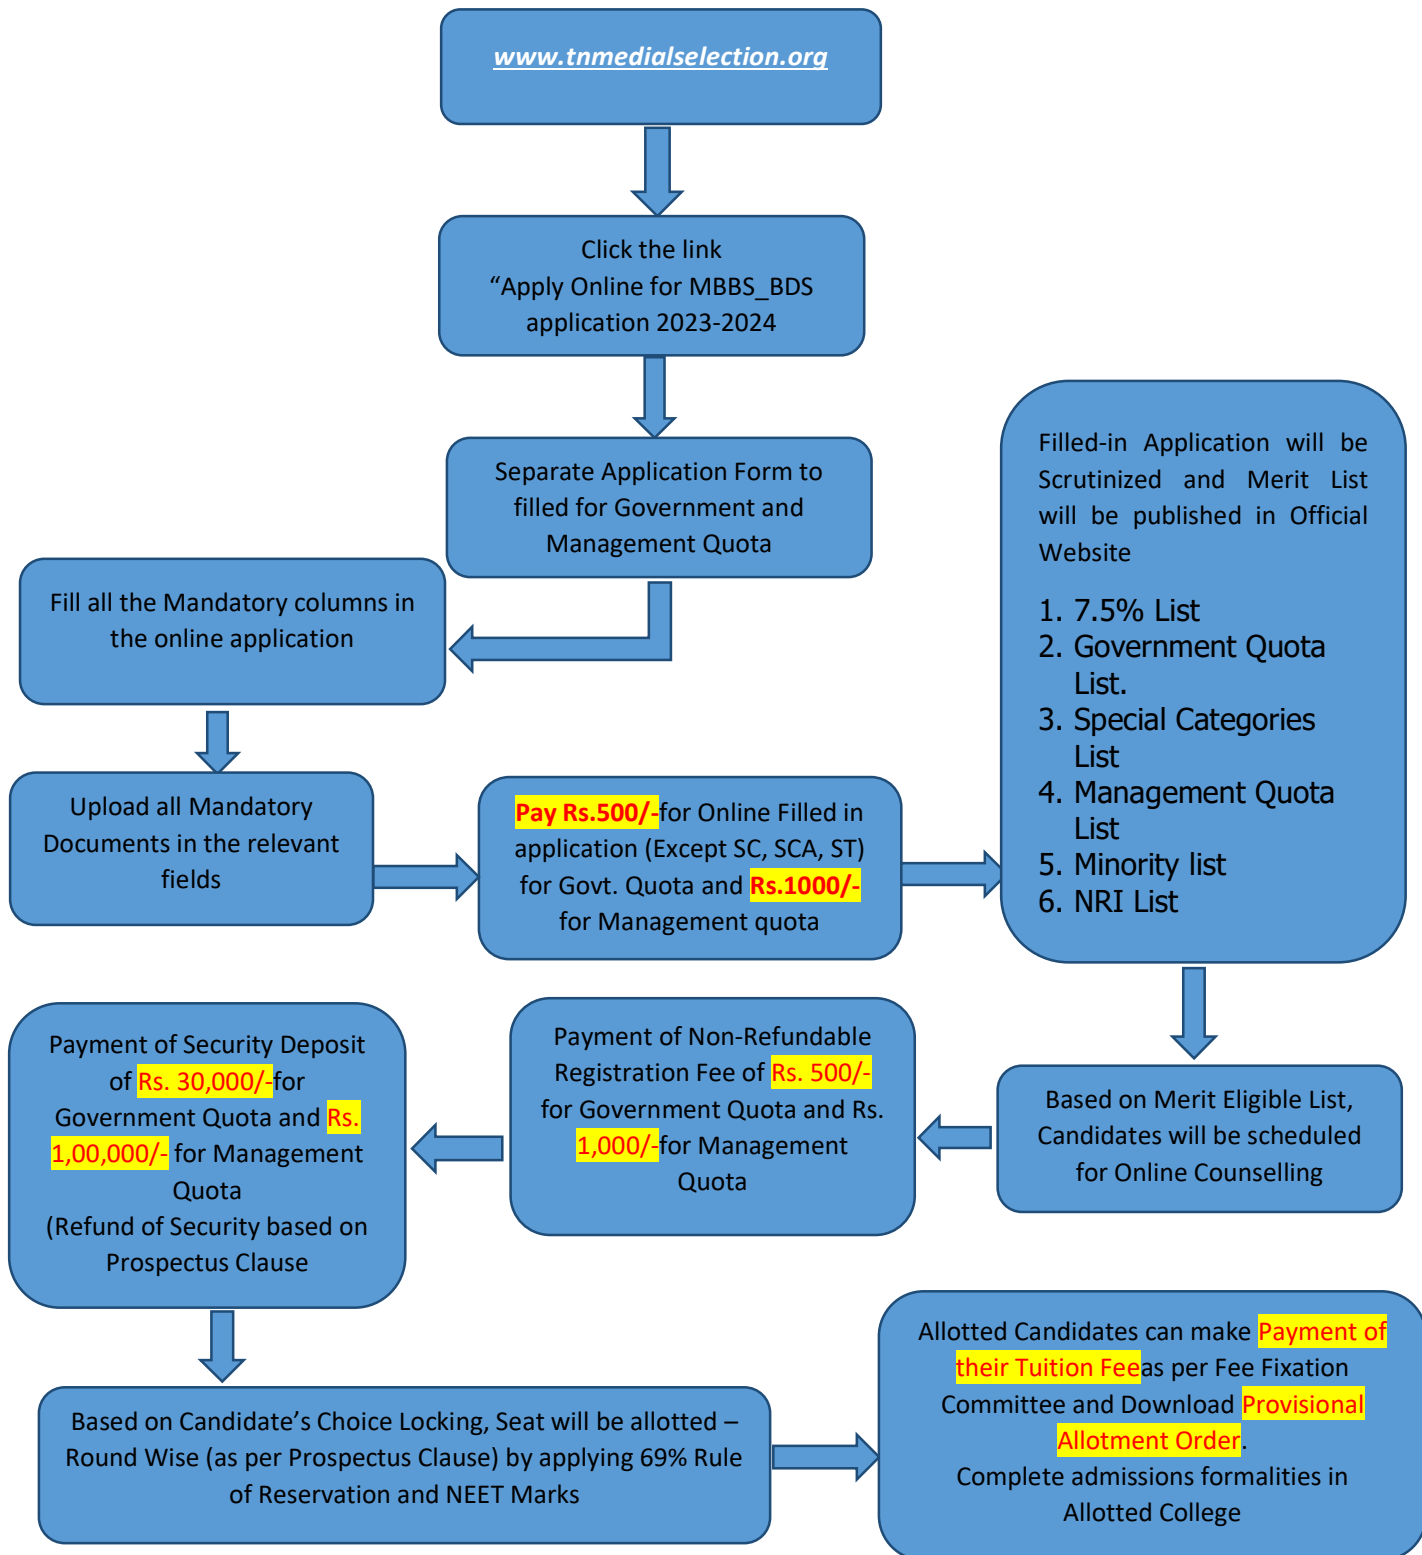 www.tnmedialselection.org
Click the link
“Apply Online for MBBS_BDS
application 2023-2024
Separate Application Form to
filled for Government and
Management Quota
Fill all the Mandatory columns in
the online application
Upload all Mandatory
Documents in the relevant
fields
Pay Rs.500/-for Online Filled in
application (Except SC, SCA, ST)
for Govt. Quota and Rs.1000/-
for Management quota
Filled-in Application will be
Scrutinized and Merit List
will be published in Official
Website
1. 7.5% List
2. Government Quota
List.
3. Special Categories
List
4. Management Quota
List
5. Minority list
6. NRI List
Based on Merit Eligible List,
Candidates will be scheduled
for Online Counselling
Payment of Non-Refundable
Registration Fee of Rs. 500/-
for Government Quota and Rs.
1,000/-for Management
Quota
Payment of Security Deposit
of Rs. 30,000/-for
Government Quota and Rs.
1,00,000/- for Management
Quota
(Refund of Security based on
Prospectus Clause
Based on Candidate’s Choice Locking, Seat will be allotted –
Round Wise (as per Prospectus Clause) by applying 69% Rule
of Reservation and NEET Marks
Allotted Candidates can make Payment of
their Tuition Feeas per Fee Fixation
Committee and Download Provisional
Allotment Order.
Complete admissions formalities in
Allotted College